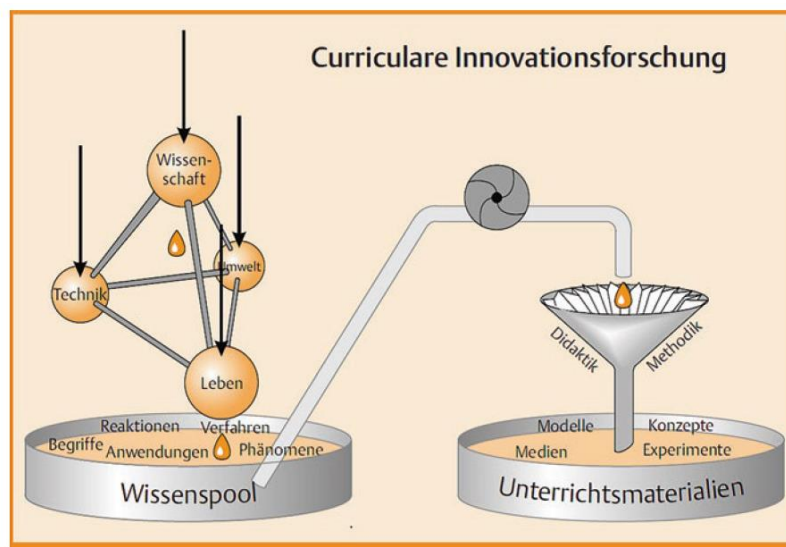 Curriculare Innovationsforschung
Wissen-
schaft
Umwelt
Technik
Leben
Didaktik
Methodik
Reaktionen
Verfahren
Begriffe
Anwendungen
Phänomene
Wissenspool
Modelle
Konzepte
Medien
Experimente
Unterrichtsmaterialien